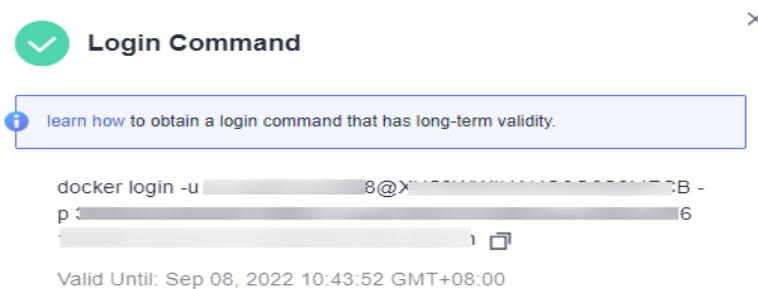 Login Command
learn how to obtain a login command that has long-term validity.
docker login -u 8@X B -
p 6
Valid Until: Sep 08, 2022 10:43:52 GMT+08:00